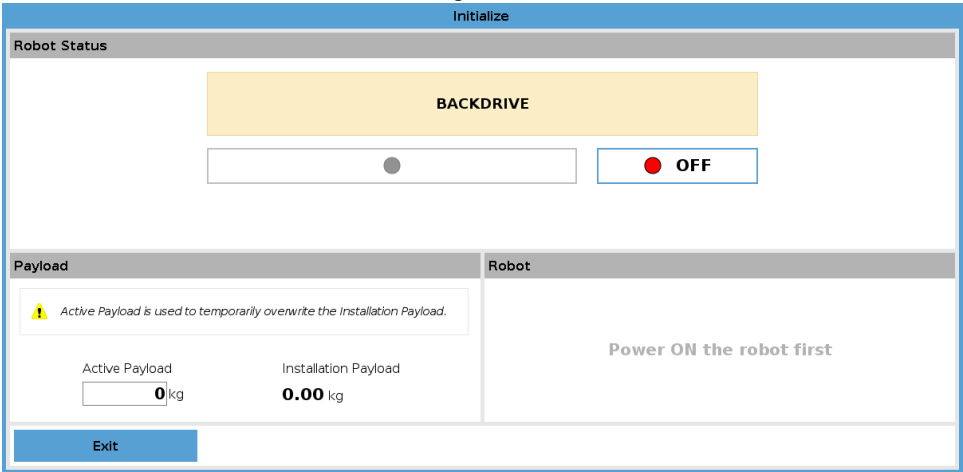 Initialize
Robot Status
BACKDRIVE
OFF
Payload
Robot
Active Payload is used to temporarily overwrite the Installation Payload.
Power ON the robot first
Active Payload Installation Payload
0 kg 0.00 kg
Exit